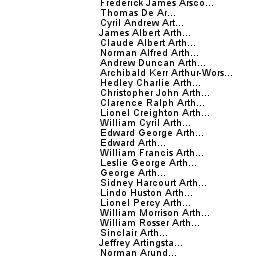 Frederick James Arsco...
Thomas De Ar...
Cyril Andrew Art...
James Albert Arth...
Claude Albert Arth...
Norman Alfred Arth...
Andrew Duncan Arth...
Archibald Kerr Arthur-Wors...
Hedley Charlie Arth...
Christopher John Arth...
Clarence Ralph Arth...
Lionel Creighton Arth...
William Cyril Arth...
Edward George Arth...
Edward Arth...
William Francis Arth...
Leslie George Arth...
George Arth...
Sidney Harcourt Arth...
Lindo Huston Arth...
Lionel Percy Arth...
William Morrison Arth...
William Rosser Arth...
Sinclair Arth...
Jeffrey Artingsta...
Norman Arund...